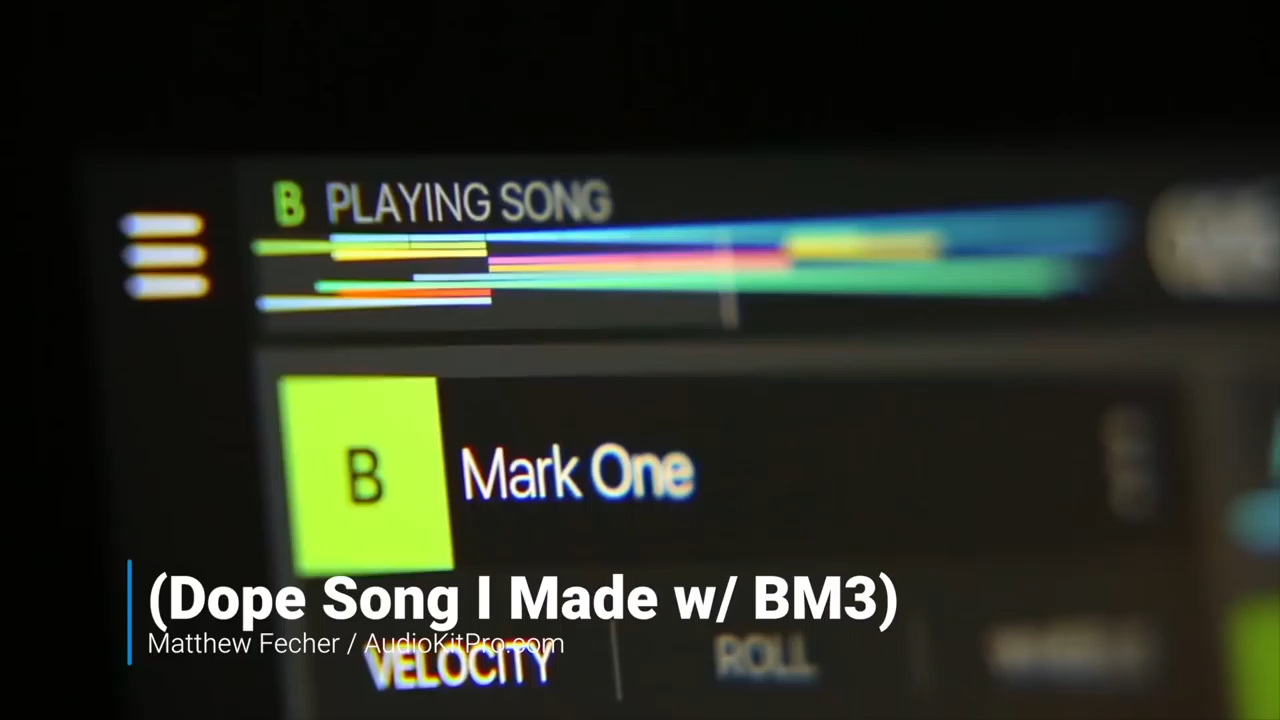 B PLAYING SONG
B
Mark One
(Dope Song I Made w/ BM3)
Matthew Fecher / AudioKitPro.com
VELOCITY
ROLL